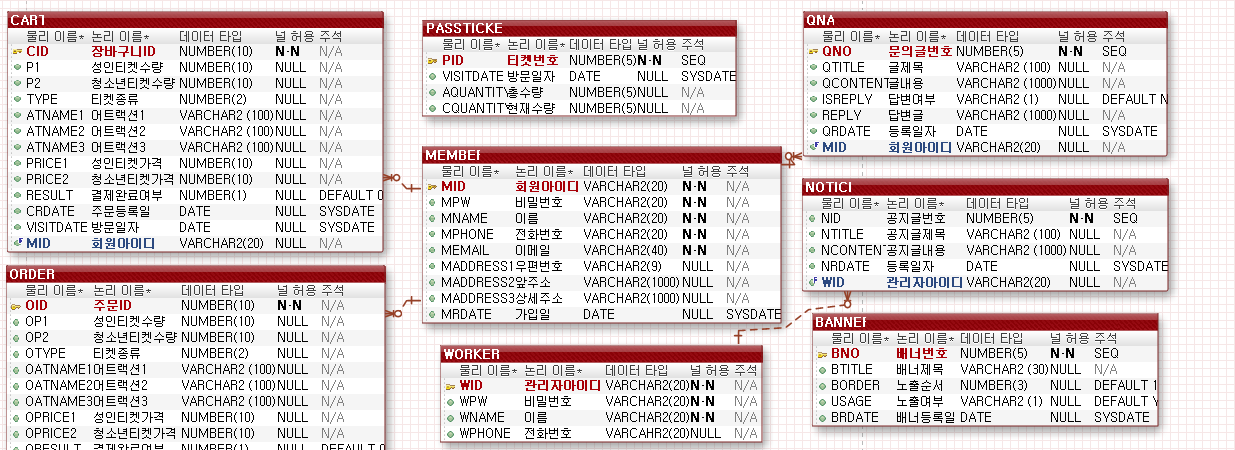 CART
물리 이름* 논리 이름* 데이터 타입 널 허용 주석
CID 장바구니ID NUMBER(10) N-N N/A
P1 성인티켓수량 NUMBER(10) NULL N/A
P2 청소년티켓수량 NUMBER(10) NULL N/A
TYPE 티켓종류 NUMBER(2) NULL N/A
ATNAME1 어트랙션1 VARCHAR2 (100) NULL N/A
ATNAME2 어트랙션2 VARCHAR2 (100) NULL N/A
ATNAME3 어트랙션3 VARCHAR2 (100) NULL N/A
PRICE1 성인티켓가격 NUMBER(10) NULL N/A
PRICE2 청소년티켓가격 NUMBER(10) NULL N/A
RESULT 결제완료여부 NUMBER(1) NULL DEFAULT 0
CRDATE 주문등록일 DATE NULL SYSDATE
VISITDATE 방문일자 DATE NULL SYSDATE
MID 회원아이디 VARCHAR2(20) NULL N/A
ORDER
물리 이름* 논리 이름* 데이터 타입 널 허용 주석
OID 주문ID NUMBER(10) N-N N/A
OP1 성인티켓수량 NUMBER(10) NULL N/A
OP2 청소년티켓수량 NUMBER(10) NULL N/A
OTYPE 티켓종류 NUMBER(2) NULL N/A
OATNAME1 어트랙션1 VARCHAR2 (100) NULL N/A
OATNAME2 어트랙션2 VARCHAR2 (100) NULL N/A
OATNAME3 어트랙션3 VARCHAR2 (100) NULL N/A
OPRICE1 성인티켓가격 NUMBER(10) NULL N/A
OPRICE2 청소년티켓가격 NUMBER(10) NULL N/A
ORESULT 결제완료여부 NUMBER(1) NULL DEFAULT 0
PASSTICKE
물리 이름* 논리 이름* 데이터 타입 널 허용 주석
PID 티켓번호 NUMBER(5) N-N SEQ
VISITDATE 방문일자 DATE NULL SYSDATE
AQUANTITY 총수량 NUMBER(5) NULL N/A
CQUANTITY 현재수량 NUMBER(5) NULL N/A
MEMBER
물리 이름* 논리 이름* 데이터 타입 널 허용 주석
MID 회원아이디 VARCHAR2(20) N-N N/A
MPW 비밀번호 VARCHAR2(20) N-N N/A
MNAME 이름 VARCHAR2(20) N-N N/A
MPHONE 전화번호 VARCHAR2(20) N-N N/A
MEMAIL 이메일 VARCHAR2(40) N-N N/A
MADDRESS1 우편번호 VARCHAR2(9) NULL N/A
MADDRESS2 앞주소 VARCHAR2(1000) NULL N/A
MADDRESS3 상세주소 VARCHAR2(1000) NULL N/A
MRDATE 가입일 DATE NULL SYSDATE
WORKER
물리 이름* 논리 이름* 데이터 타입 널 허용 주석
WID 관리자아이디 VARCHAR2(20) N-N N/A
WPW 비밀번호 VARCHAR2(20) N-N N/A
WNAME 이름 VARCHAR2(20) N-N N/A
WPHONE 전화번호 VARCAHR2(20) NULL N/A
QNA
물리 이름* 논리 이름* 데이터 타입 널 허용 주석
QNO 문의글번호 NUMBER(5) N-N SEQ
QTITLE 글제목 VARCHAR2 (100) NULL N/A
QCONTENT 글내용 VARCHAR2 (1000) NULL N/A
ISREPLY 답변여부 VARCHAR2 (1) NULL DEFAULT N
REPLY 답변글 VARCHAR2 (1000) NULL N/A
QRDATE 등록일자 DATE NULL SYSDATE
MID 회원아이디 VARCHAR2(20) NULL N/A
NOTICI
물리 이름* 논리 이름* 데이터 타입 널 허용 주석
NID 공지글번호 NUMBER(5) N-N SEQ
NTITLE 공지글제목 VARCHAR2 (100) NULL N/A
NCONTENT 공지글내용 VARCHAR2 (1000) NULL N/A
NRDATE 등록일자 DATE NULL SYSDATE
WID 관리자아이디 VARCHAR2(20) NULL N/A
BANNEF
물리 이름* 논리 이름* 데이터 타입 널 허용 주석
BNO 배너번호 NUMBER(5) N-N SEQ
BTITLE 배너제목 VARCHAR2 (30) NULL N/A
BORDER 노출순서 NUMBER(3) NULL DEFAULT 1
USAGE 노출여부 VARCHAR2 (1) NULL DEFAULT Y
BRDATE 배너등록일 DATE NULL SYSDATE